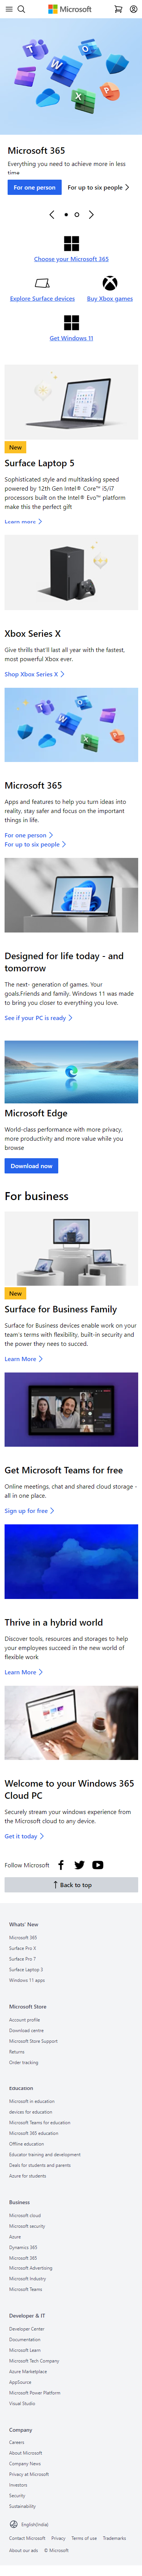 Microsoft
Microsoft 365
Everything you need to achieve more in less
time
For one person
For up to six people
Choose your Microsoft 365
Explore Surface devices
Buy Xbox games
Get Windows 11
New
Surface Laptop 5
Sophisticated style and multitasking speed
powered by 12th Gen Intel® Core™ i5/i7
processors built on the Intel® Evo™ platform
make this the perfect gift
Learn more
Xbox Series X
Give thrills that'll last all year with the fastest,
most powerful Xbox ever.
Shop Xbox Series X
Microsoft 365
Apps and features to help you turn ideas into
reality, stay safer and focus on the important
things in life.
For one person
For up to six people
Designed for life today - and
tomorrow
The next- generation of games. Your
goals.Friends and family. Windows 11 was made
to bring you closer to everything you love.
See if your PC is ready
Microsoft Edge
World-class performance with more privacy,
more productivity and more value while you
browse
Download now
For business
New
Surface for Business Family
Surface for Business devices enable work on your
team's terms with flexibility, built-in security and
the power they need to succed.
Learn More
Get Microsoft Teams for free
Online meetings, chat and shared cloud storage -
all in one place.
Sign up for free
Thrive in a hybrid world
Discover tools, resources and storages to help
your employees succeed in the new world of
flexible work
Learn More
Welcome to your Windows 365
Cloud PC
Securely stream your windows experience from
the Microsoft cloud to any device.
Get it today
Follow Microsoft
Back to top
Whats' New
Microsoft 365
Surface Pro X
Surface Pro 7
Surface Laptop 3
Windows 11 apps
Microsoft Store
Account profile
Download centre
Microsoft Store Support
Returns
Order tracking
Education
Microsoft in education
devices for education
Microsoft Teams for education
Microsoft 365 education
Office education
Educator training and development
Deals for students and parents
Azure for students
Business
Microsoft cloud
Microsoft security
Azure
Dynamics 365
Microsoft 365
Microsoft Advertising
Microsoft Industry
Microsoft Teams
Developer & IT
Developer Center
Documentation
Microsoft Learn
Microsoft Tech Company
Azure Marketplace
AppSource
Microsoft Power Platform
Visual Studio
Company
Careers
About Microsoft
Company News
Privacy at Microsoft
Investors
Security
Sustainability
English(India)
Contact Microsoft Privacy Terms of use Trademarks
About our ads © Microsoft